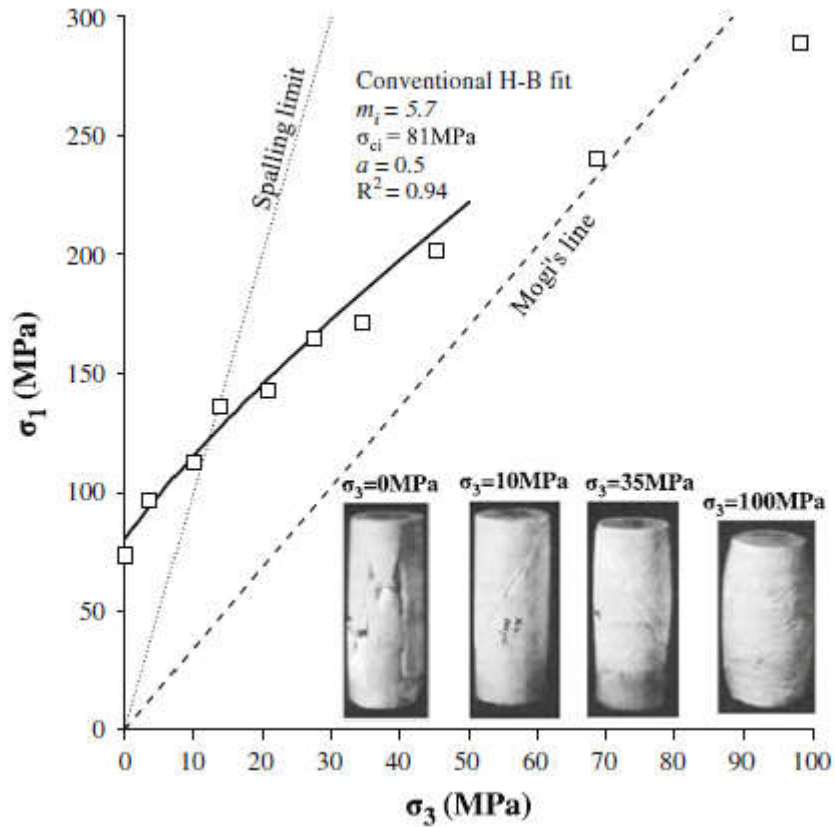 300
250
200
150
100
50
0
σ₁ (MPa)
Spalling limit
Conventional H-B fit
mᵢ = 5.7
σci = 81MPa
a = 0.5
R² = 0.94
Mogi's line
σ₃=0MPa
σ₃=10MPa
σ₃=35MPa
σ₃=100MPa
0 10 20 30 40 50 60 70 80 90 100
σ₃ (MPa)